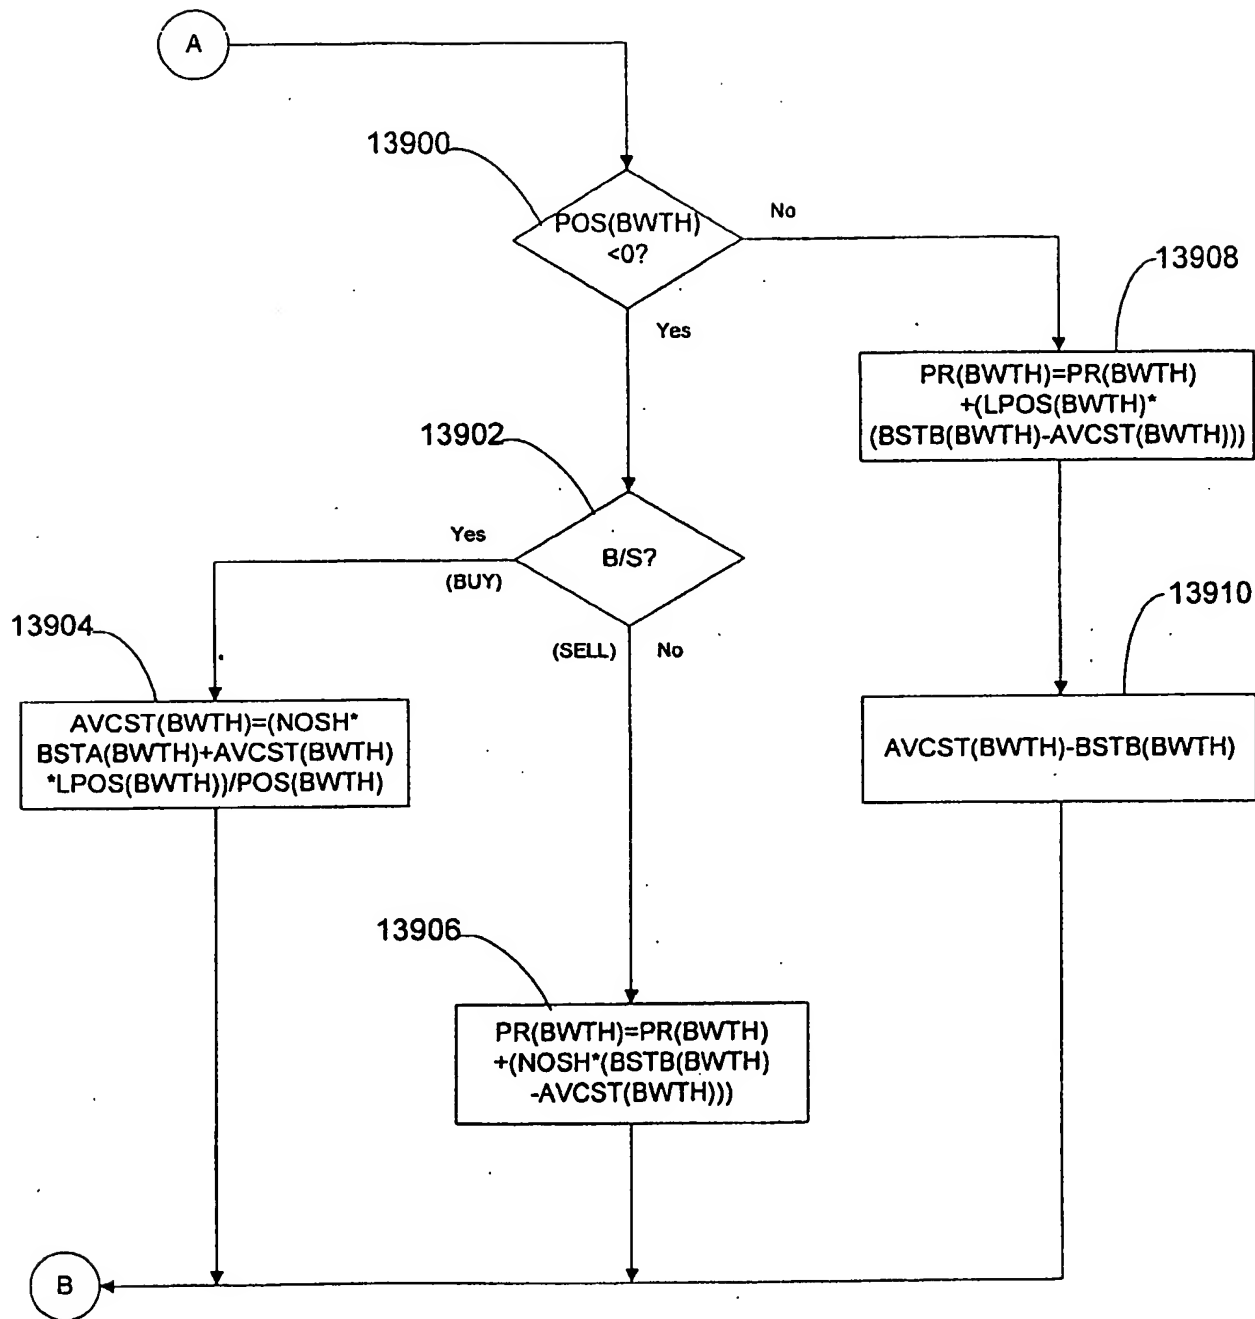 A
13900
POS(BWTH)
<0?
No
Yes
13908
PR(BWTH)=PR(BWTH)
+(LPOS(BWTH)*
(BSTB(BWTH)-AVCST(BWTH)))
13902
B/S?
Yes
(BUY)
(SELL) No
13910
AVCST(BWTH)-BSTB(BWTH)
13904
AVCST(BWTH)=(NOSH*
BSTA(BWTH)+AVCST(BWTH)
*LPOS(BWTH))/POS(BWTH)
13906
PR(BWTH)=PR(BWTH)
+(NOSH*(BSTB(BWTH)
-AVCST(BWTH)))
B